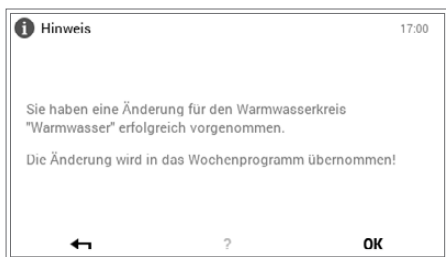 i Hinweis 17:00
Sie haben eine Änderung für den Warmwasserkreis
"Warmwasser" erfolgreich vorgenommen.
Die Änderung wird in das Wochenprogramm übernommen!
? OK